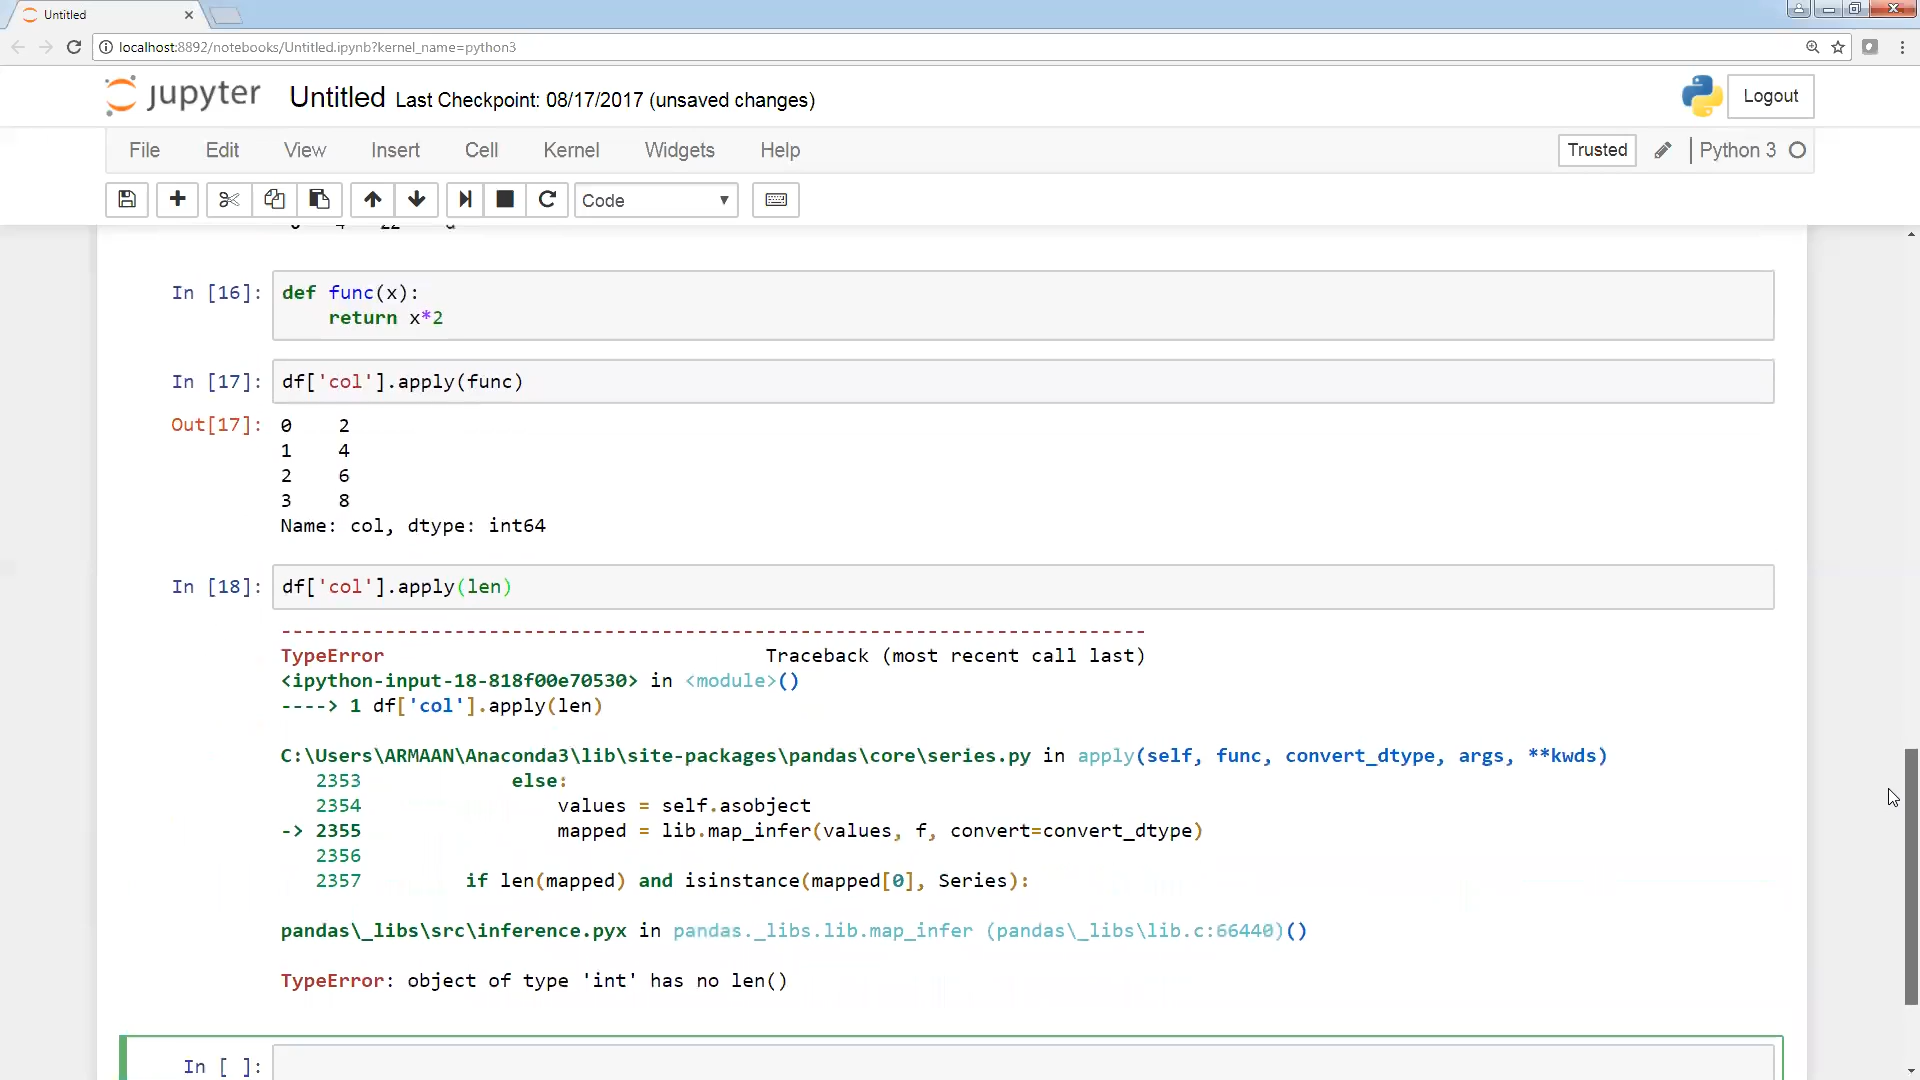 Untitled
localhost:8892/notebooks/Untitled.ipynb?kernel_name=python3
jupyter Untitled Last Checkpoint: 08/17/2017 (unsaved changes)
Logout
File Edit View Insert Cell Kernel Widgets Help
Trusted
Python 3
Code
In [16]: def func(x):
    return x*2
In [17]: df['col'].apply(func)
Out[17]: 0    2
1    4
2    6
3    8
Name: col, dtype: int64
In [18]: df['col'].apply(len)
---------------------------------------------------------------------------
TypeError                                 Traceback (most recent call last)
<ipython-input-18-818f00e70530> in <module>()
----> 1 df['col'].apply(len)
C:\Users\ARMAAN\Anaconda3\lib\site-packages\pandas\core\series.py in apply(self, func, convert_dtype, args, **kwds)
   2353             else:
   2354                 values = self.asobject
-> 2355                 mapped = lib.map_infer(values, f, convert=convert_dtype)
   2356
   2357         if len(mapped) and isinstance(mapped[0], Series):
pandas\_libs\src\inference.pyx in pandas._libs.lib.map_infer (pandas\_libs\lib.c:66440)()
TypeError: object of type 'int' has no len()
In [ ]: